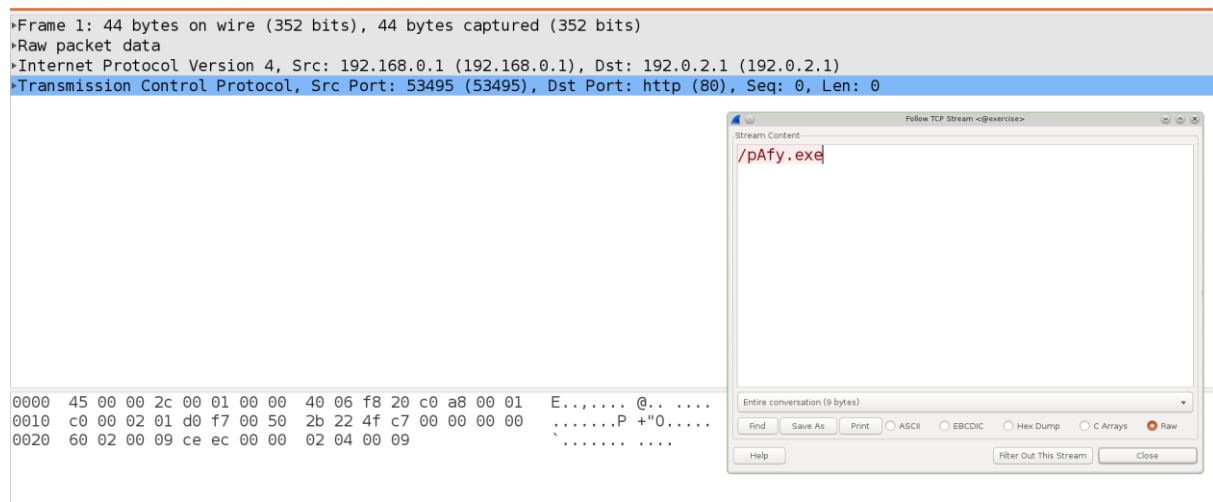 ▸Frame 1: 44 bytes on wire (352 bits), 44 bytes captured (352 bits)
▸Raw packet data
▸Internet Protocol Version 4, Src: 192.168.0.1 (192.168.0.1), Dst: 192.0.2.1 (192.0.2.1)
▸Transmission Control Protocol, Src Port: 53495 (53495), Dst Port: http (80), Seq: 0, Len: 0
Follow TCP Stream <@exercise>
Stream Content
/pAfy.exe
0000 45 00 00 2c 00 01 00 00 40 06 f8 20 c0 a8 00 01 E..,.... @.. ....
0010 c0 00 02 01 d0 f7 00 50 2b 22 4f c7 00 00 00 00 .......P +"O.....
0020 60 02 00 09 ce ec 00 00 02 04 00 09 `....... ....
Entire conversation (9 bytes)
Find Save As Print ASCII EBCDIC Hex Dump C Arrays Raw
Help Filter Out This Stream Close